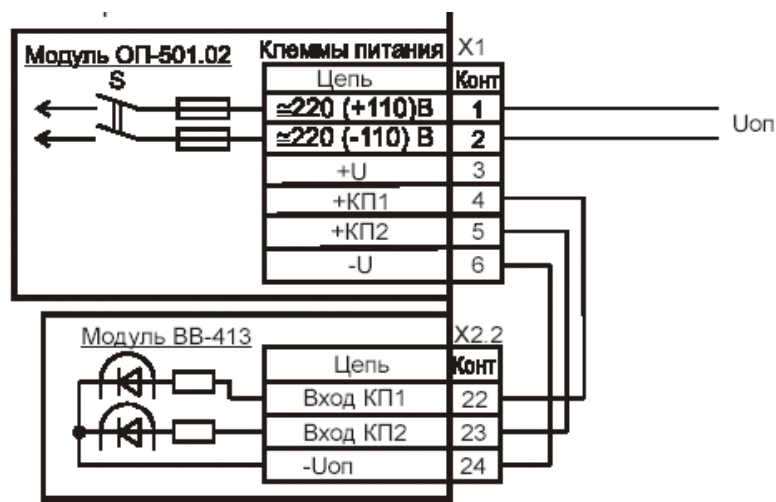 Модуль ОП-501.02
Клеммы питания X1
S
Цепь Конт
≃220 (+110)В 1
≃220 (-110) В 2
Uоп
+U 3
+КП1 4
+КП2 5
-U 6
Модуль ВВ-413
X2.2
Цепь Конт
Вход КП1 22
Вход КП2 23
-Uоп 24